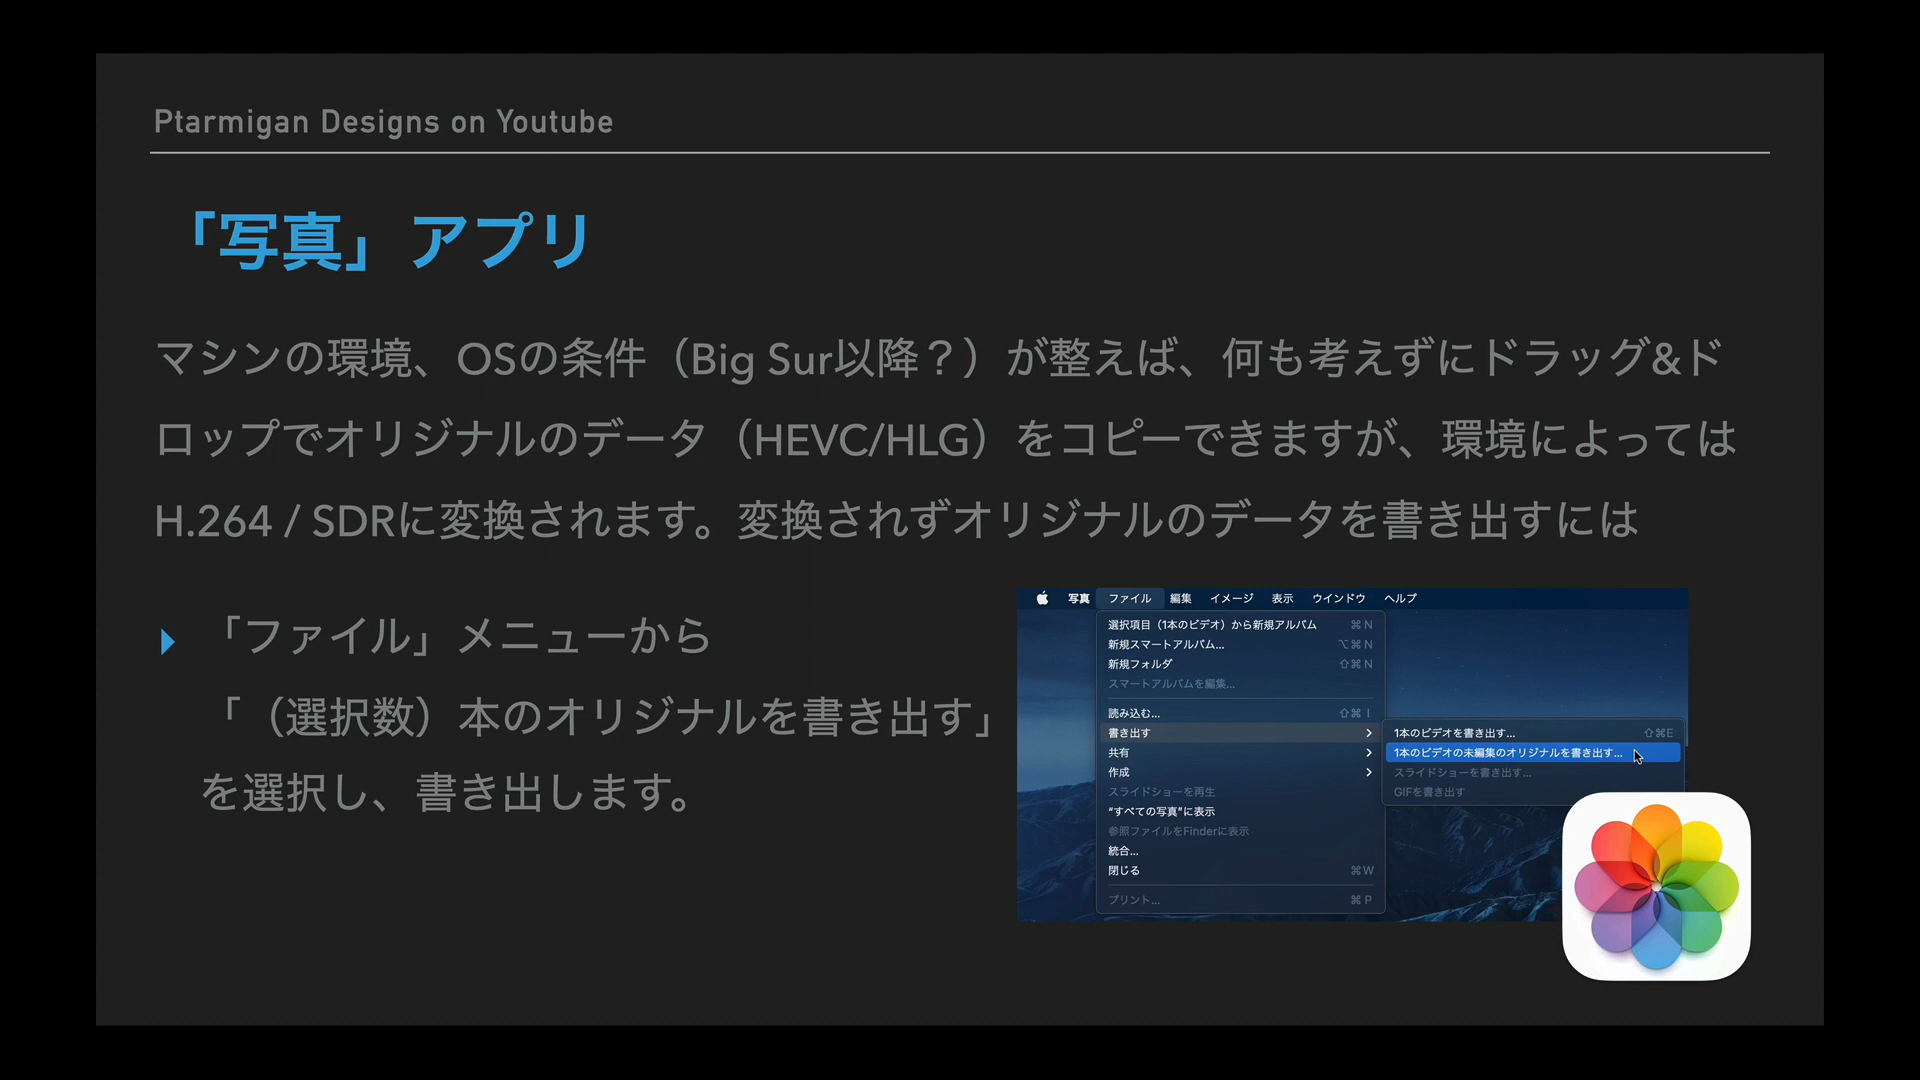 Ptarmigan Designs on Youtube
「写真」アプリ
マシンの環境、OSの条件（Big Sur以降？）が整えば、何も考えずにドラッグ&ド
ロップでオリジナルのデータ（HEVC/HLG）をコピーできますが、環境によっては
H.264 / SDRに変換されます。変換されずオリジナルのデータを書き出すには
「ファイル」メニューから
「（選択数）本のオリジナルを書き出す」
を選択し、書き出します。
写真 ファイル 編集 イメージ 表示 ウインドウ ヘルプ
選択項目（1本のビデオ）から新規アルバム ⌘N
新規スマートアルバム... ⌥⌘N
新規フォルダ ⇧⌘N
スマートアルバムを編集...
読み込む... ⇧⌘I
書き出す
共有
作成
スライドショーを再生
“すべての写真”に表示
参照ファイルをFinderに表示
統合...
閉じる ⌘W
プリント... ⌘P
1本のビデオを書き出す... ⇧⌘E
1本のビデオの未編集のオリジナルを書き出す...
スライドショーを書き出す...
GIFを書き出す